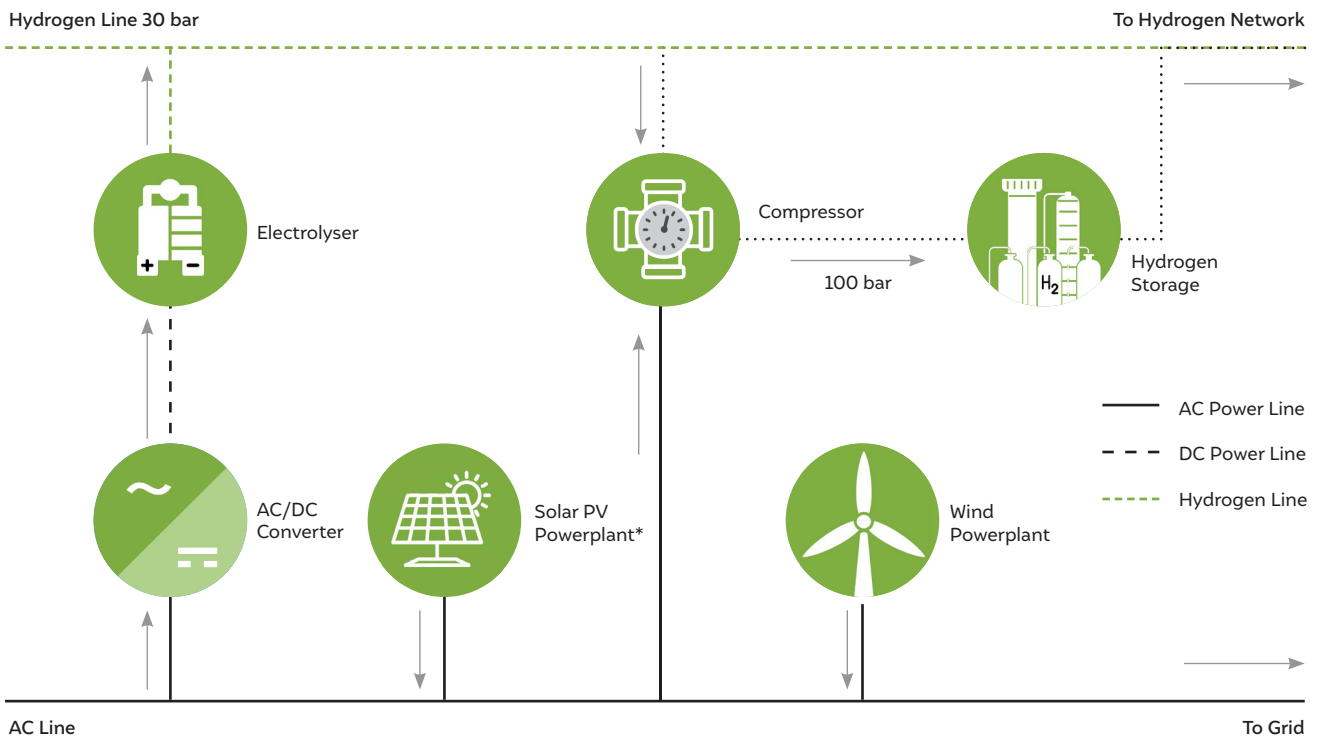 Hydrogen Line 30 bar
To Hydrogen Network
Electrolyser
Compressor
100 bar
H2
Hydrogen
Storage
AC Power Line
DC Power Line
Hydrogen Line
AC/DC
Converter
Solar PV
Powerplant*
Wind
Powerplant
AC Line
To Grid